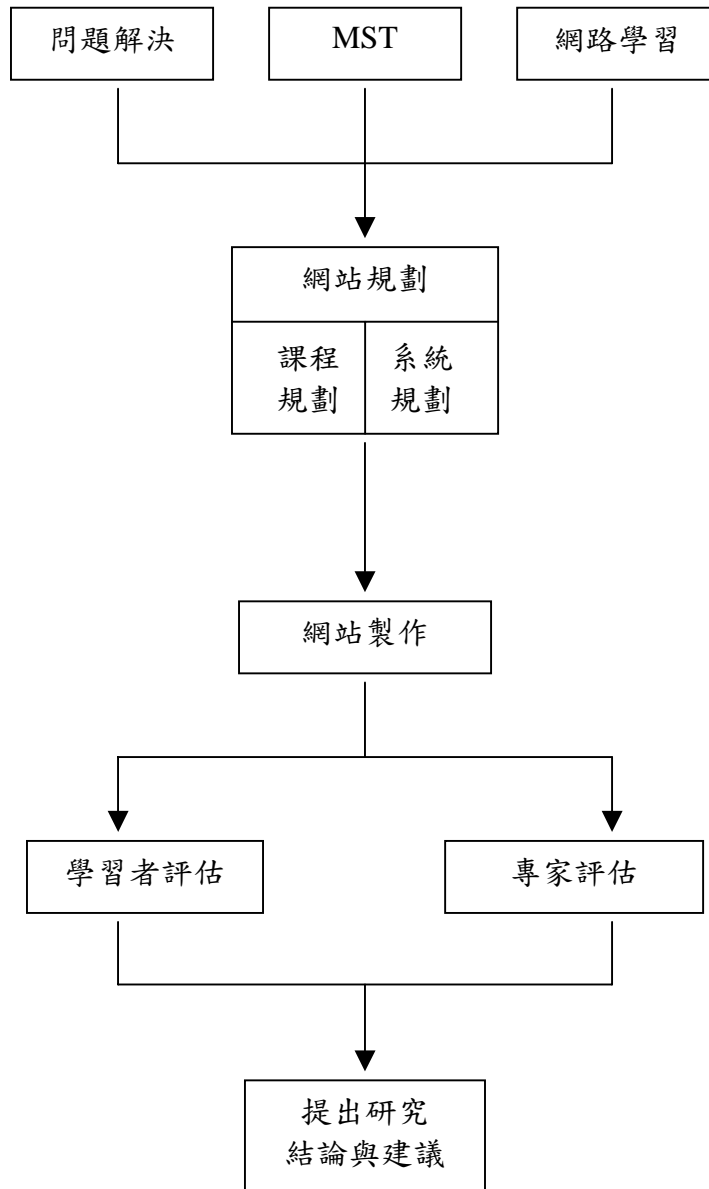 問題解決
MST
網路學習
網站規劃
課程
規劃
系統
規劃
網站製作
學習者評估
專家評估
提出研究
結論與建議